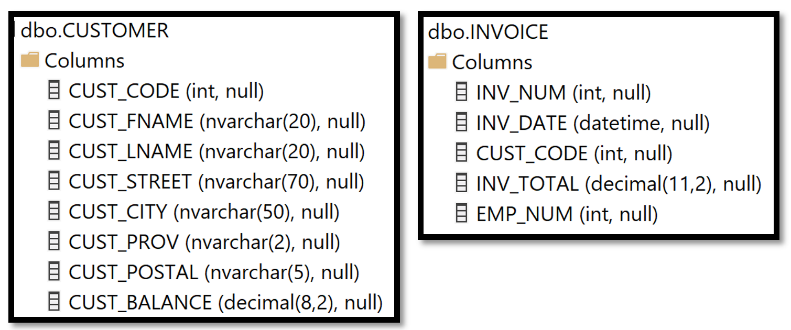 dbo.CUSTOMER
Columns
CUST_CODE (int, null)
CUST_FNAME (nvarchar(20), null)
CUST_LNAME (nvarchar(20), null)
CUST_STREET (nvarchar(70), null)
CUST_CITY (nvarchar(50), null)
CUST_PROV (nvarchar(2), null)
CUST_POSTAL (nvarchar(5), null)
CUST_BALANCE (decimal(8,2), null)
dbo.INVOICE
Columns
INV_NUM (int, null)
INV_DATE (datetime, null)
CUST_CODE (int, null)
INV_TOTAL (decimal(11,2), null)
EMP_NUM (int, null)